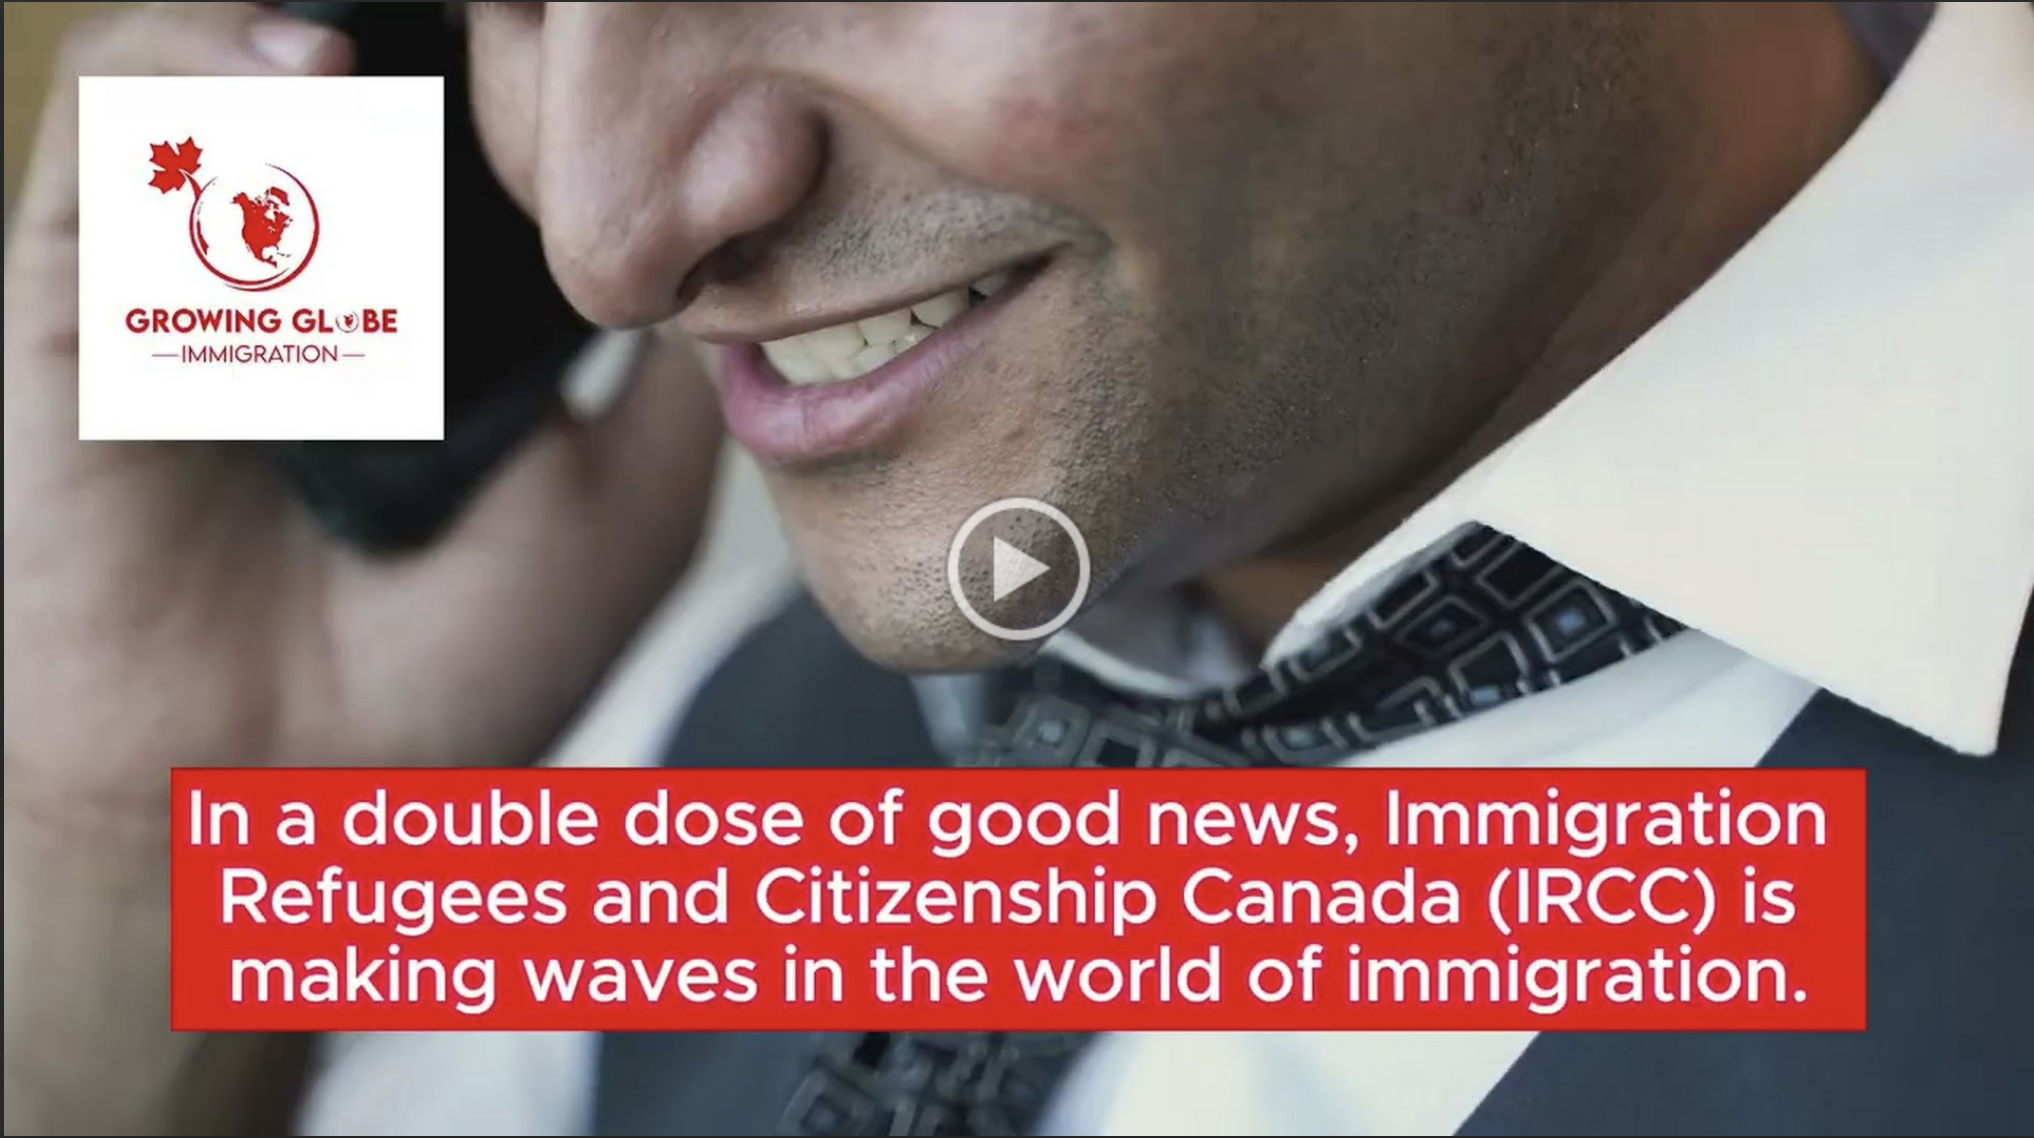 GROWING GLOBE
IMMIGRATION
In a double dose of good news, Immigration
Refugees and Citizenship Canada (IRCC) is
making waves in the world of immigration.